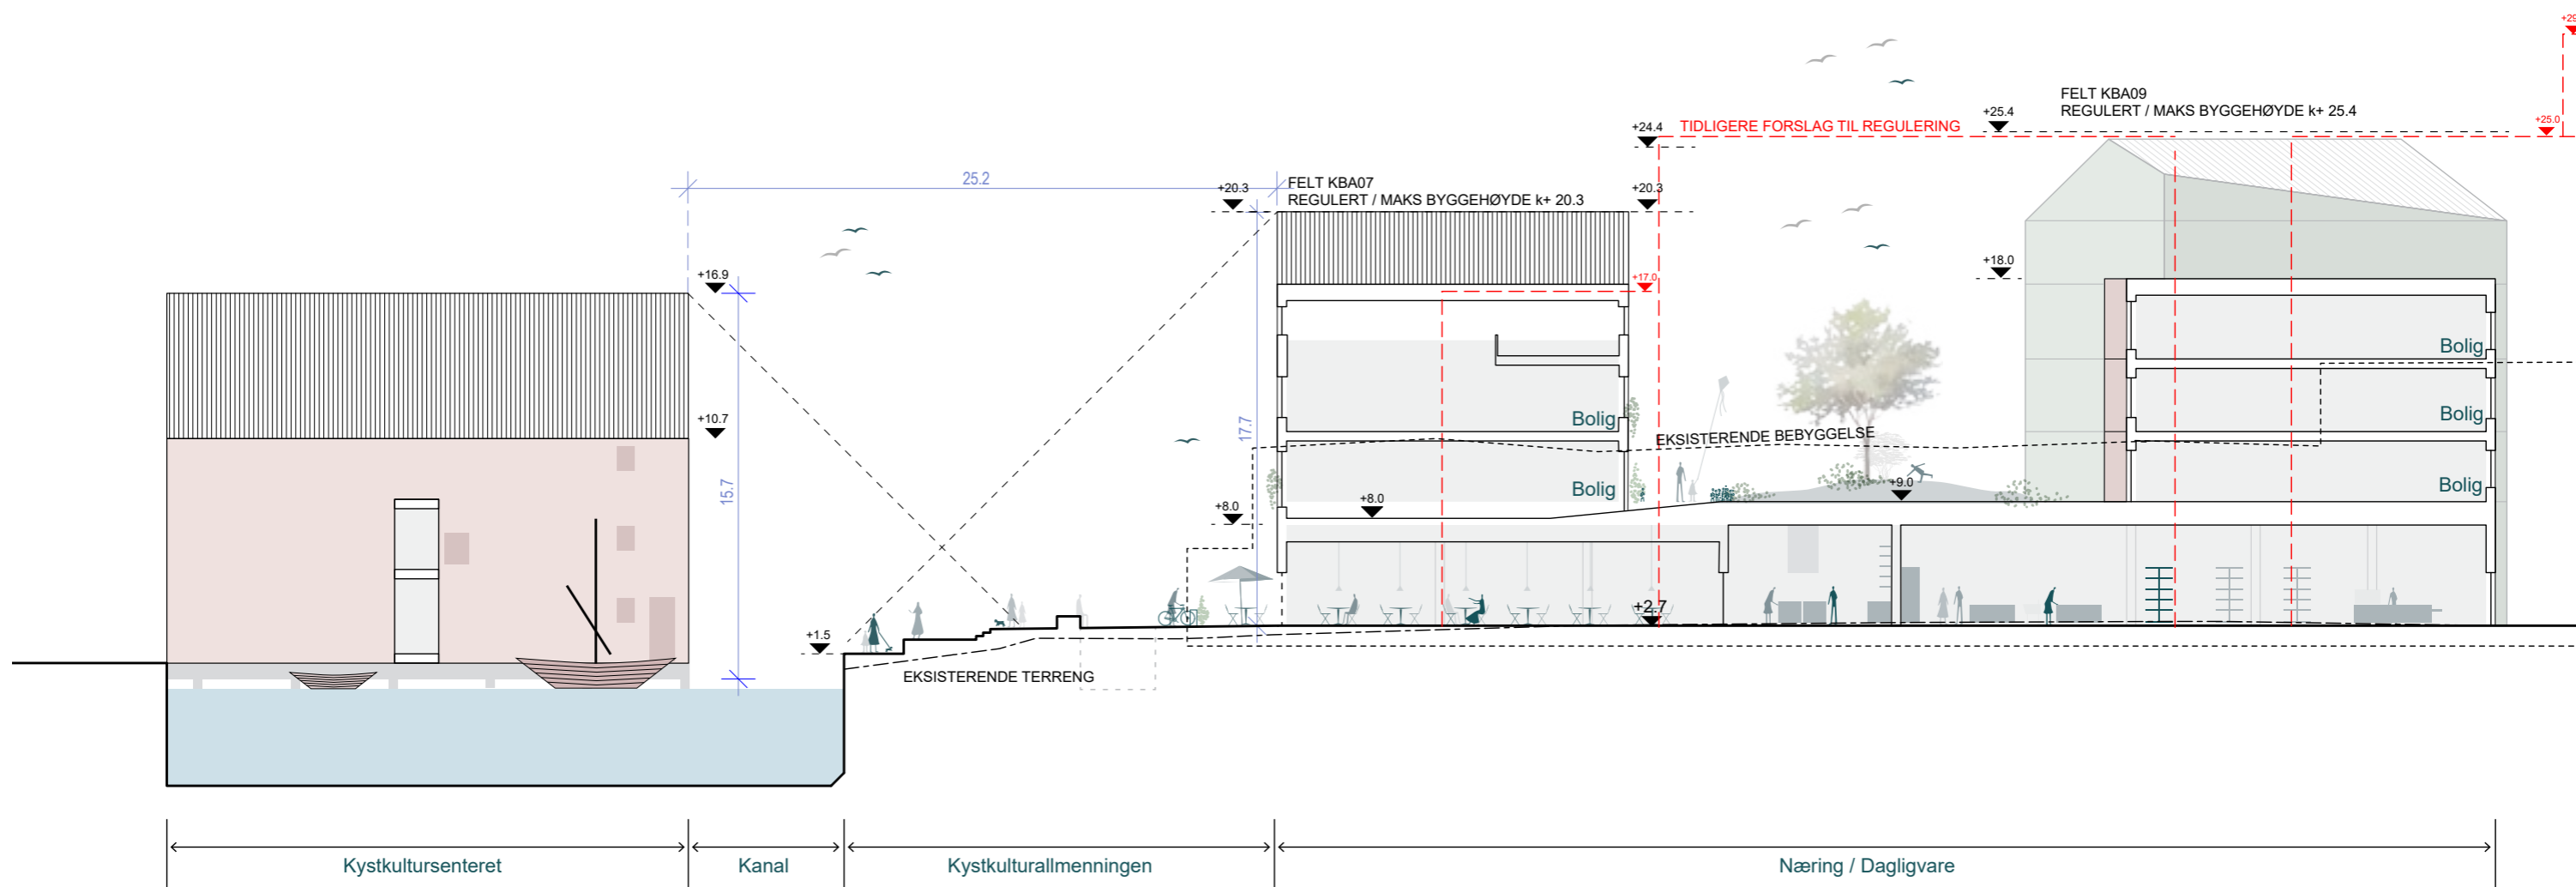 +29
FELT KBA09
REGULERT / MAKS BYGGEHØYDE k+ 25.4
+25.4
+24.4
TIDLIGERE FORSLAG TIL REGULERING
+25.0
25.2
FELT KBA07
REGULERT / MAKS BYGGEHØYDE k+ 20.3
+20.3
+20.3
+16.9
+17.0
+18.0
Bolig
+10.7
Bolig
Bolig
17.7
EKSISTERENDE BEBYGGELSE
15.7
Bolig
Bolig
+8.0
+8.0
+9.0
+2.7
+1.5
EKSISTERENDE TERRENG
Kystkultursenteret
Kanal
Kystkulturallmenningen
Næring / Dagligvare